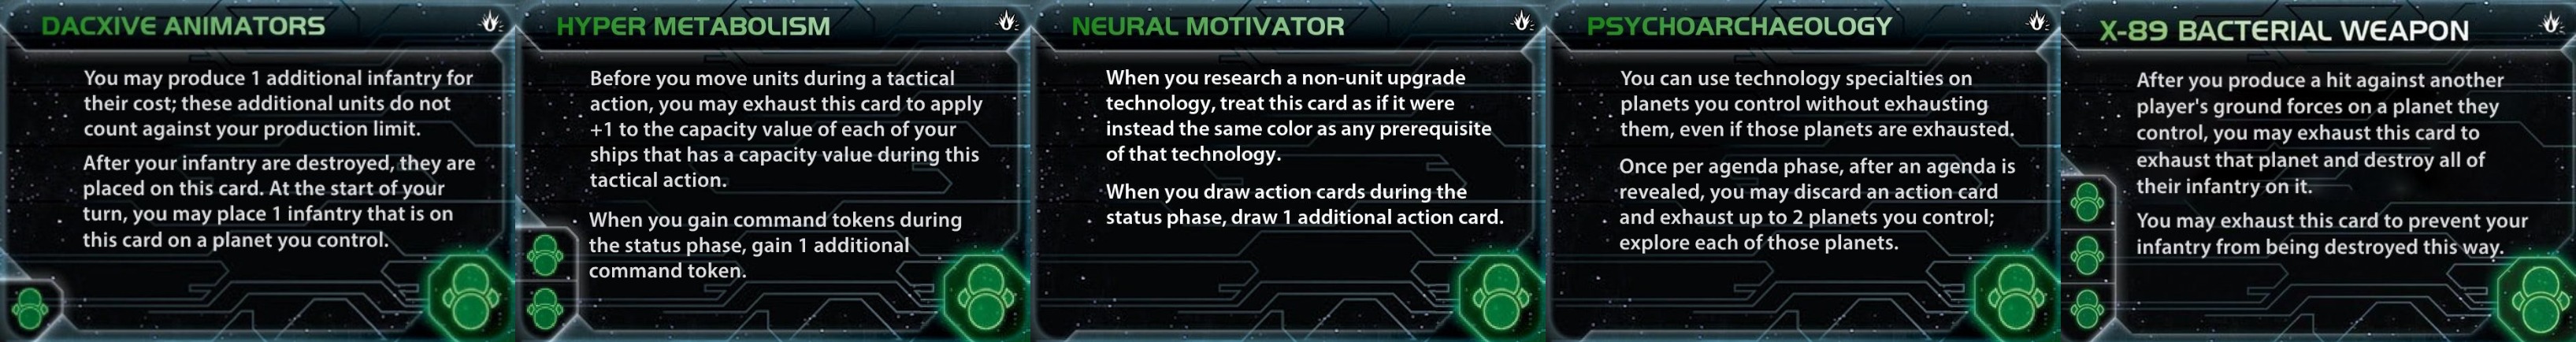 DACXIVE ANIMATORS
You may produce 1 additional infantry for
their cost; these additional units do not
count against your production limit.
After your infantry are destroyed, they are
placed on this card. At the start of your
turn, you may place 1 infantry that is on
this card on a planet you control.
HYPER METABOLISM
Before you move units during a tactical
action, you may exhaust this card to apply
+1 to the capacity value of each of your
ships that has a capacity value during this
tactical action.
When you gain command tokens during
the status phase, gain 1 additional
command token.
NEURAL MOTIVATOR
When you research a non-unit upgrade
technology, treat this card as if it were
instead the same color as any prerequisite
of that technology.
When you draw action cards during the
status phase, draw 1 additional action card.
PSYCHOARCHAEOLOGY
You can use technology specialties on
planets you control without exhausting
them, even if those planets are exhausted.
Once per agenda phase, after an agenda is
revealed, you may discard an action card
and exhaust up to 2 planets you control;
explore each of those planets.
X-89 BACTERIAL WEAPON
After you produce a hit against another
player's ground forces on a planet they
control, you may exhaust this card to
exhaust that planet and destroy all of
their infantry on it.
You may exhaust this card to prevent your
infantry from being destroyed this way.